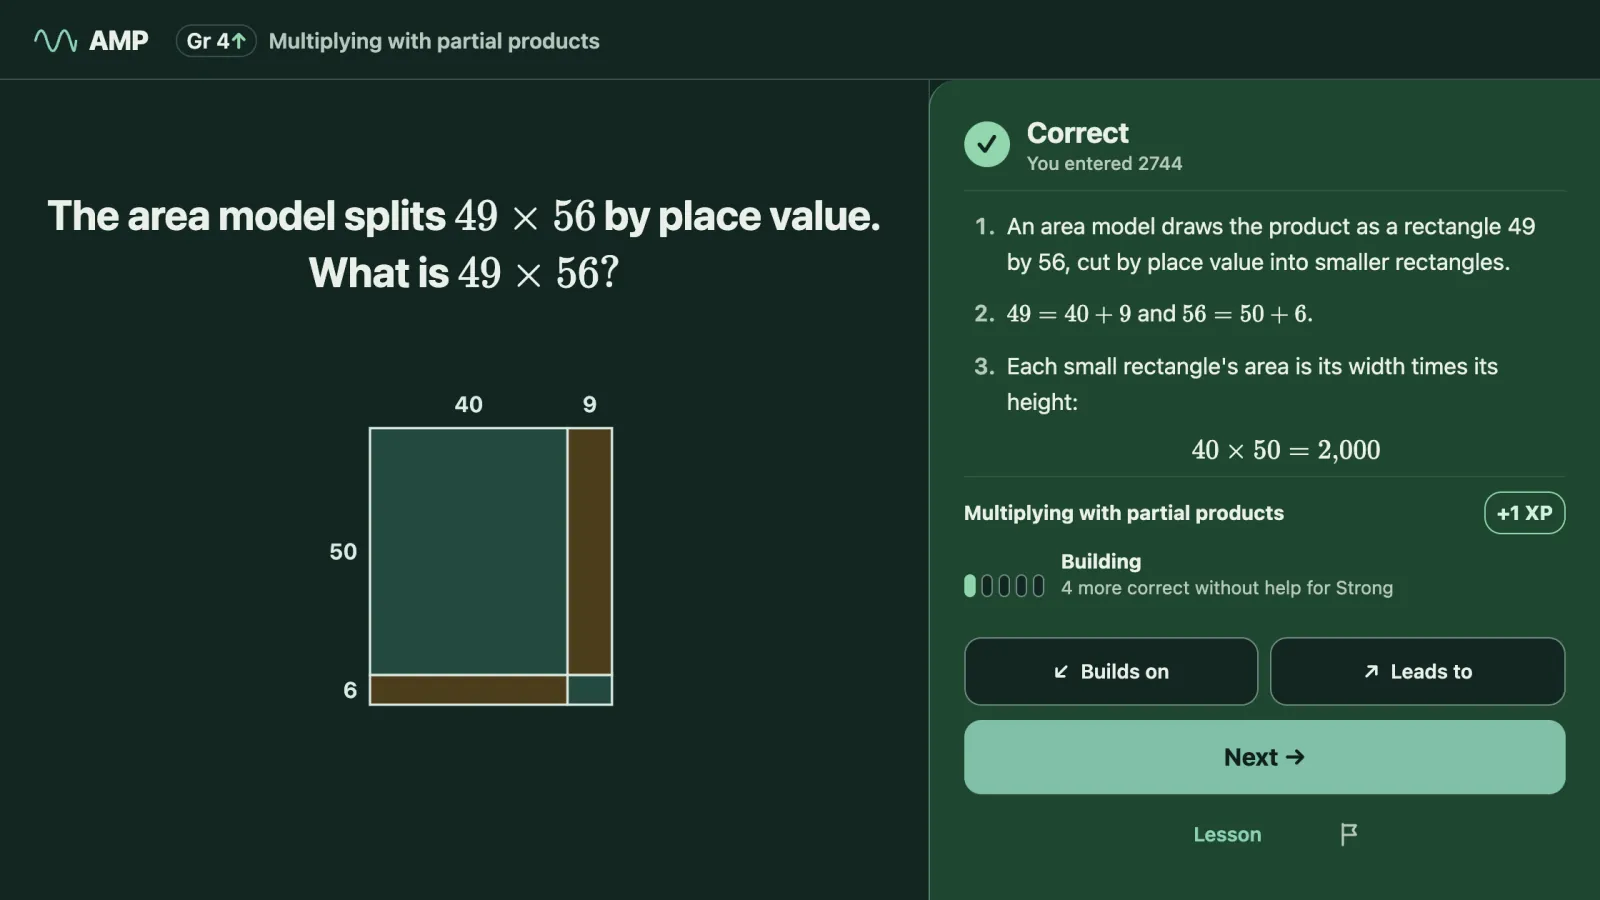 AMP
Gr 4↑
Multiplying with partial products
The area model splits 49 × 56 by place value.
What is 49 × 56?
40
9
50
6
Correct
You entered 2744
1. An area model draws the product as a rectangle 49
by 56, cut by place value into smaller rectangles.
2. 49 = 40 + 9 and 56 = 50 + 6.
3. Each small rectangle's area is its width times its
height:
40 × 50 = 2,000
Multiplying with partial products
+1 XP
Building
4 more correct without help for Strong
↙ Builds on
↗ Leads to
Next →
Lesson